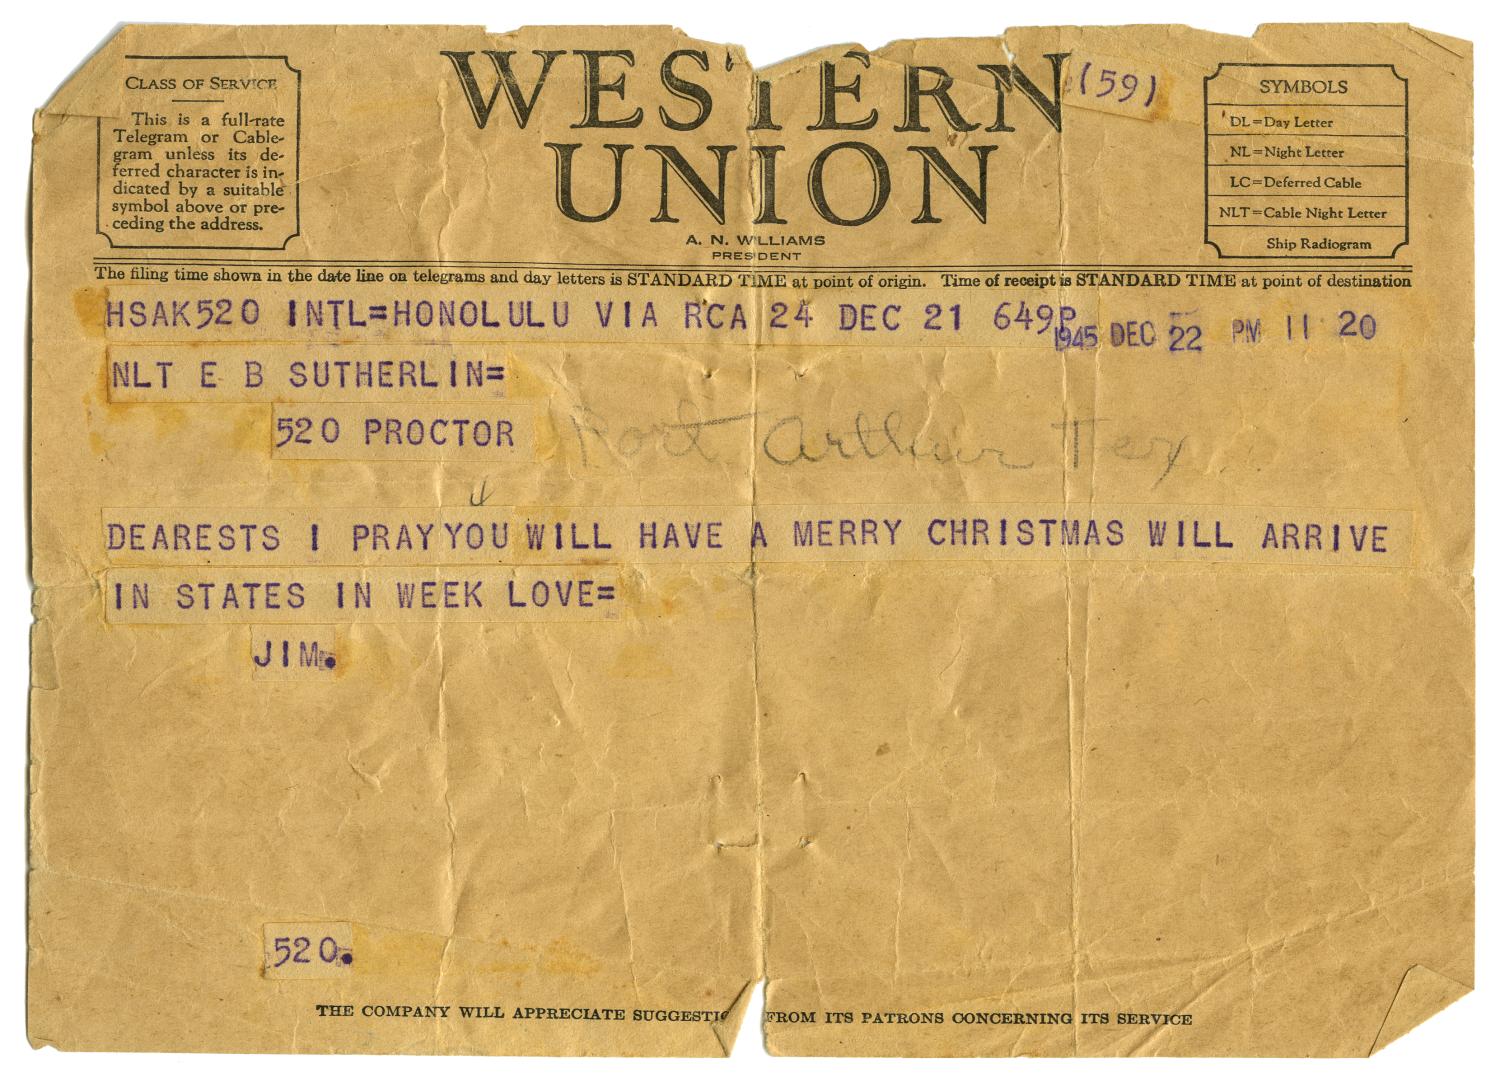 WESTERN
UNION
(59)
A. N. WILLIAMS
PRESIDENT
CLASS OF SERVICE
This is a full-rate
Telegram or Cable-
gram unless its de-
ferred character is in-
dicated by a suitable
symbol above or pre-
ceding the address.
SYMBOLS
DL=Day Letter
NL=Night Letter
LC=Deferred Cable
NLT=Cable Night Letter
Ship Radiogram
The filing time shown in the date line on telegrams and day letters is STANDARD TIME at point of origin. Time of receipt is STANDARD TIME at point of destination
HSAK520 INTL=HONOLULU VIA RCA 24 DEC 21 649P
1945 DEC 22 PM 11 20
NLT E B SUTHERLIN=
520 PROCTOR Port Arthur Tex
DEARESTS I PRAY YOU WILL HAVE A MERRY CHRISTMAS WILL ARRIVE
IN STATES IN WEEK LOVE=
JIM.
520.
THE COMPANY WILL APPRECIATE SUGGESTIO FROM ITS PATRONS CONCERNING ITS SERVICE